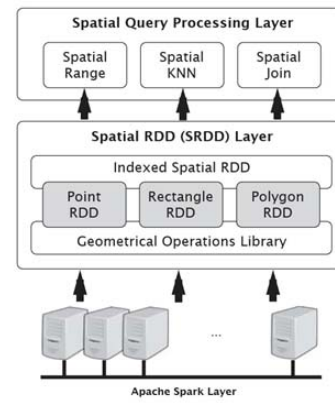 Spatial Query Processing Layer
Spatial Range
Spatial KNN
Spatial Join
Spatial RDD (SRDD) Layer
Indexed Spatial RDD
Point RDD
Rectangle RDD
Polygon RDD
Geometrical Operations Library
...
Apache Spark Layer